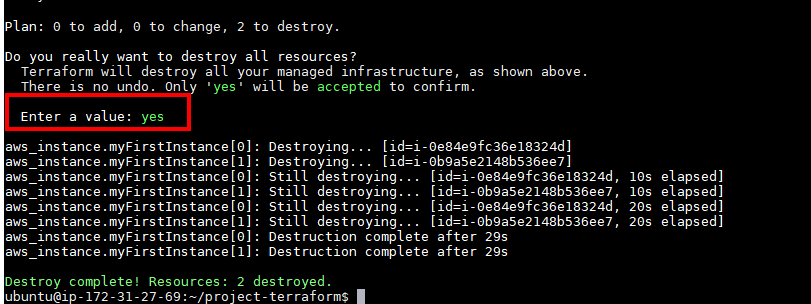 Plan: 0 to add, 0 to change, 2 to destroy.
Do you really want to destroy all resources?
Terraform will destroy all your managed infrastructure, as shown above.
There is no undo. Only 'yes' will be accepted to confirm.
Enter a value: yes
aws_instance.myFirstInstance[0]: Destroying... [id=i-0e84e9fc36e18324d]
aws_instance.myFirstInstance[1]: Destroying... [id=i-0b9a5e2148b536ee7]
aws_instance.myFirstInstance[0]: Still destroying... [id=i-0e84e9fc36e18324d, 10s elapsed]
aws_instance.myFirstInstance[1]: Still destroying... [id=i-0b9a5e2148b536ee7, 10s elapsed]
aws_instance.myFirstInstance[0]: Still destroying... [id=i-0e84e9fc36e18324d, 20s elapsed]
aws_instance.myFirstInstance[1]: Still destroying... [id=i-0b9a5e2148b536ee7, 20s elapsed]
aws_instance.myFirstInstance[0]: Destruction complete after 29s
aws_instance.myFirstInstance[1]: Destruction complete after 29s
Destroy complete! Resources: 2 destroyed.
ubuntu@ip-172-31-27-69:~/project-terraform$